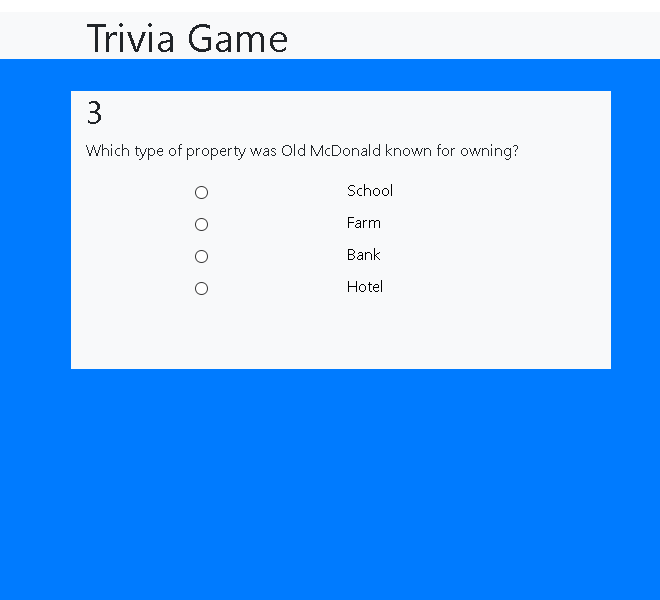 Trivia Game
3
Which type of property was Old McDonald known for owning?
School
Farm
Bank
Hotel